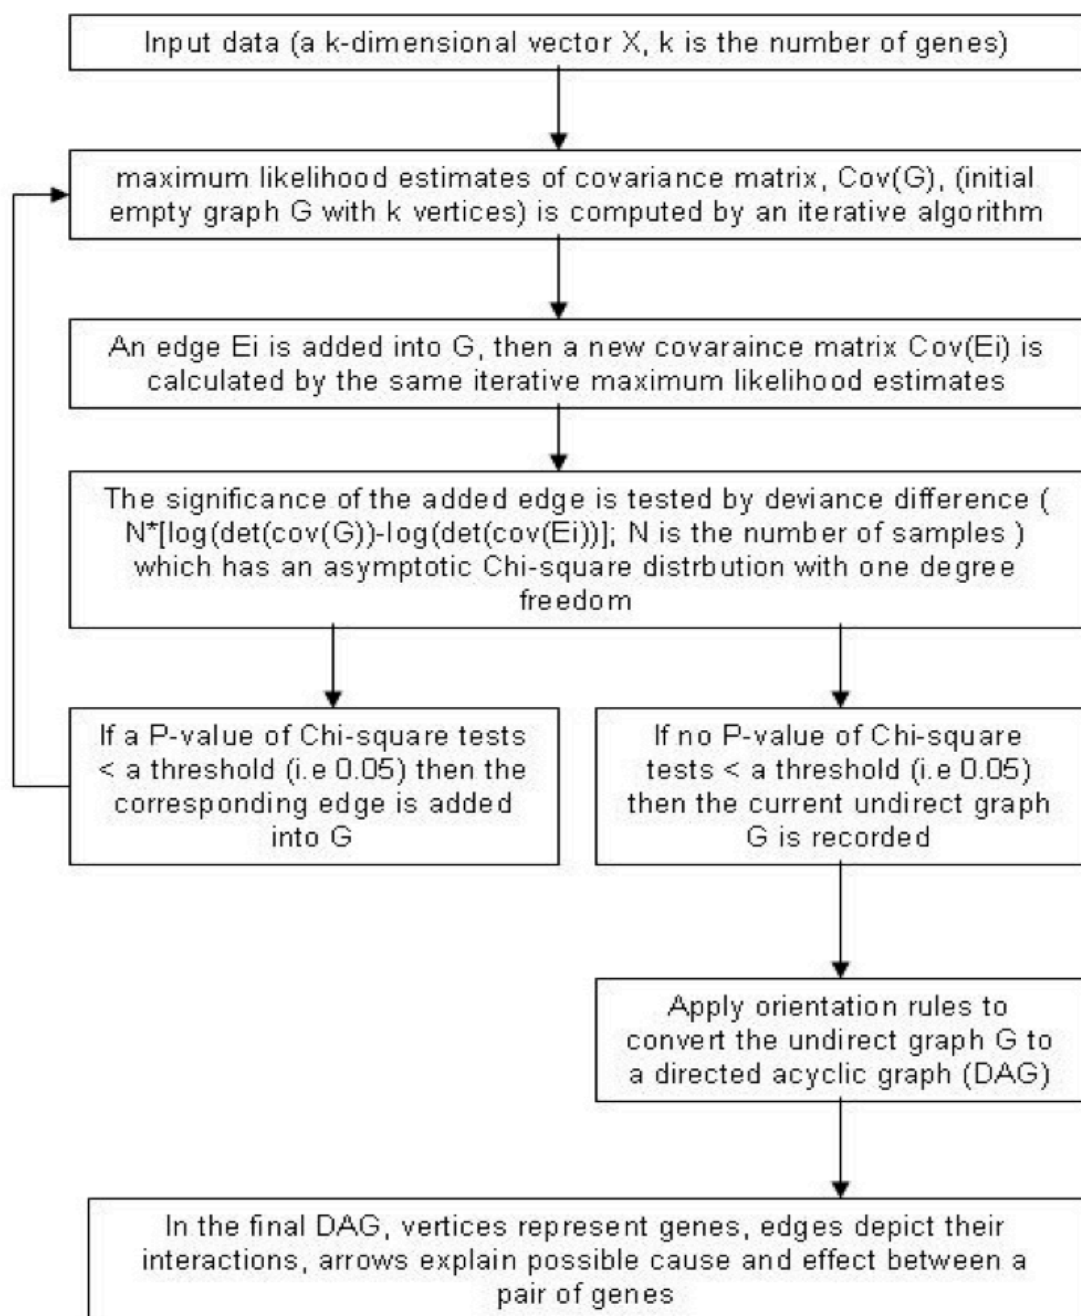 Input data (a k-dimensional vector X, k is the number of genes)
maximum likelihood estimates of covariance matrix, Cov(G), (initial
empty graph G with k vertices) is computed by an iterative algorithm
An edge Ei is added into G, then a new covaraince matrix Cov(Ei) is
calculated by the same iterative maximum likelihood estimates
The significance of the added edge is tested by deviance difference (
N*[log(det(cov(G))-log(det(cov(Ei))]; N is the number of samples )
which has an asymptotic Chi-square distrbution with one degree
freedom
If a P-value of Chi-square tests
< a threshold (i.e 0.05) then the
corresponding edge is added
into G
If no P-value of Chi-square
tests < a threshold (i.e 0.05)
then the current undirect graph
G is recorded
Apply orientation rules to
convert the undirect graph G to
a directed acyclic graph (DAG)
In the final DAG, vertices represent genes, edges depict their
interactions, arrows explain possible cause and effect between a
pair of genes